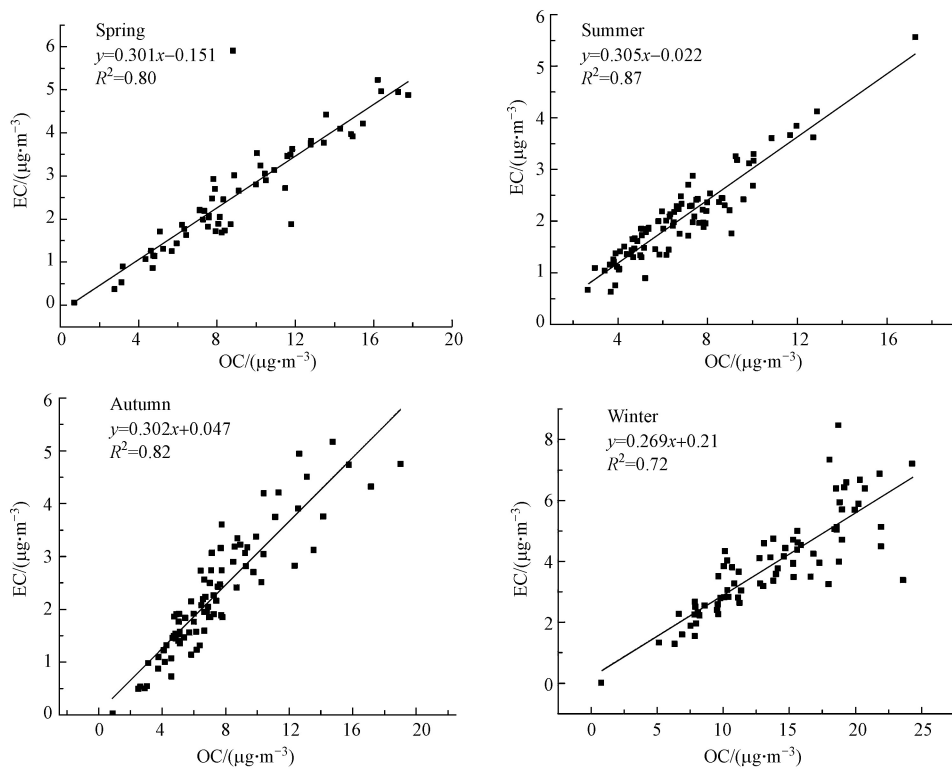 Spring
y=0.301x−0.151
R²=0.80
6
5
4
3
2
1
0
EC/(μg·m⁻³)
0 4 8 12 16 20
OC/(μg·m⁻³)
Summer
y=0.305x−0.022
R²=0.87
6
5
4
3
2
1
0
EC/(μg·m⁻³)
4 8 12 16
OC/(μg·m⁻³)
Autumn
y=0.302x+0.047
R²=0.82
6
5
4
3
2
1
0
EC/(μg·m⁻³)
0 4 8 12 16 20
OC/(μg·m⁻³)
Winter
y=0.269x+0.21
R²=0.72
8
6
4
2
0
EC/(μg·m⁻³)
0 5 10 15 20 25
OC/(μg·m⁻³)